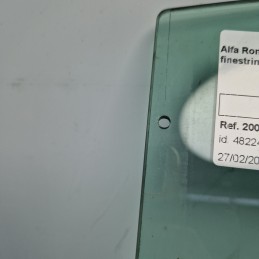 Alfa Rom
finestrin
Ref. 200
id. 48224
27/02/20